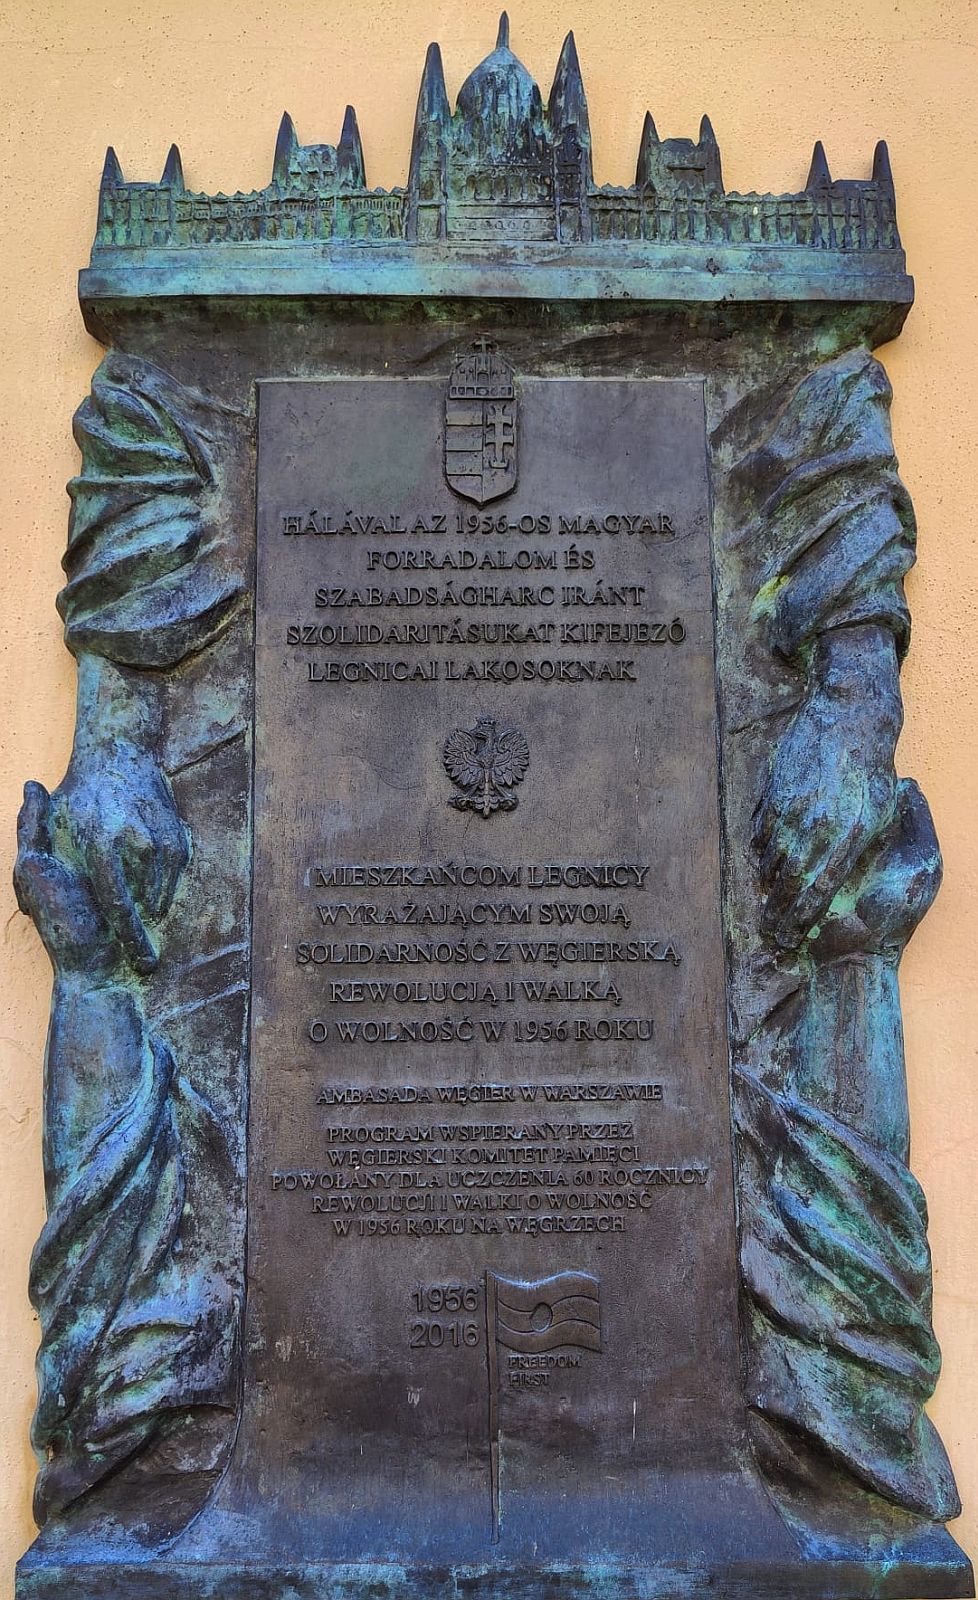 HÁLÁVAL AZ 1956-OS MAGYAR
FORRADALOM ÉS
SZABADSÁGHARC IRÁNT
SZOLIDARITÁSUKAT KIFEJEZŐ
LEGNICAI LAKOSOKNAK
MIESZKAŃCOM LEGNICY
WYRAŻAJĄCYM SWOJĄ
SOLIDARNOŚĆ Z WĘGIERSKĄ
REWOLUCJĄ I WALKĄ
O WOLNOŚĆ W 1956 ROKU
AMBASADA WĘGIER W WARSZAWIE
PROGRAM WSPIERANY PRZEZ
WĘGIERSKI KOMITET PAMIĘCI
POWOŁANY DLA UCZCZENIA 60 ROCZNICY
REWOLUCJI I WALKI O WOLNOŚĆ
W 1956 ROKU NA WĘGRZECH
1956
2016
FREEDOM
FIRST